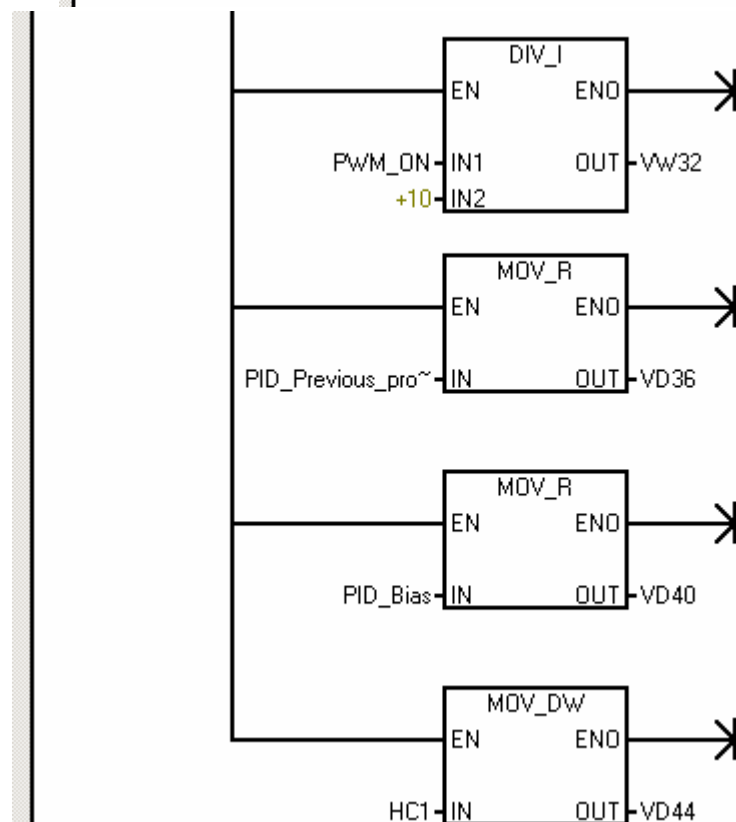 DIV_I
EN ENO
PWM_ON IN1 OUT VW32
+10 IN2
MOV_R
EN ENO
PID_Previous_pro~ IN OUT VD36
MOV_R
EN ENO
PID_Bias IN OUT VD40
MOV_DW
EN ENO
HC1 IN OUT VD44